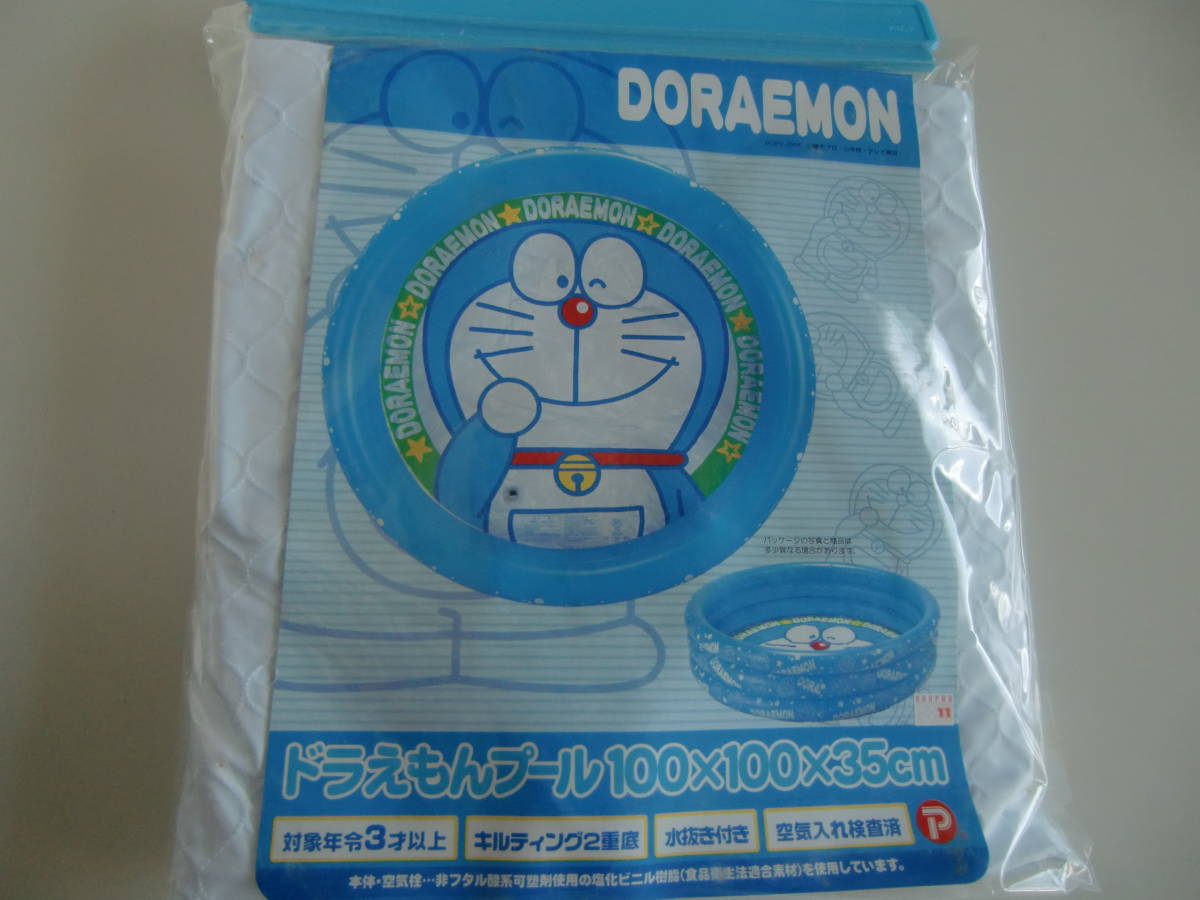 DORAEMON
DORAEMON
DORAEMON
DORAEMON
DORAEMON
DORAEMON
パッケージの写真と商品は
多少異なる場合があります。
DORAEMON
DORAEMON
DORAEMON
11
ドラえもんプール100×100×35cm
対象年令3才以上
キルティング2重底
水抜き付き
空気入れ検査済
P
本体・空気栓…非フタル酸系可塑剤使用の塩化ビニル樹脂(食品衛生法適合素材)を使用しています。